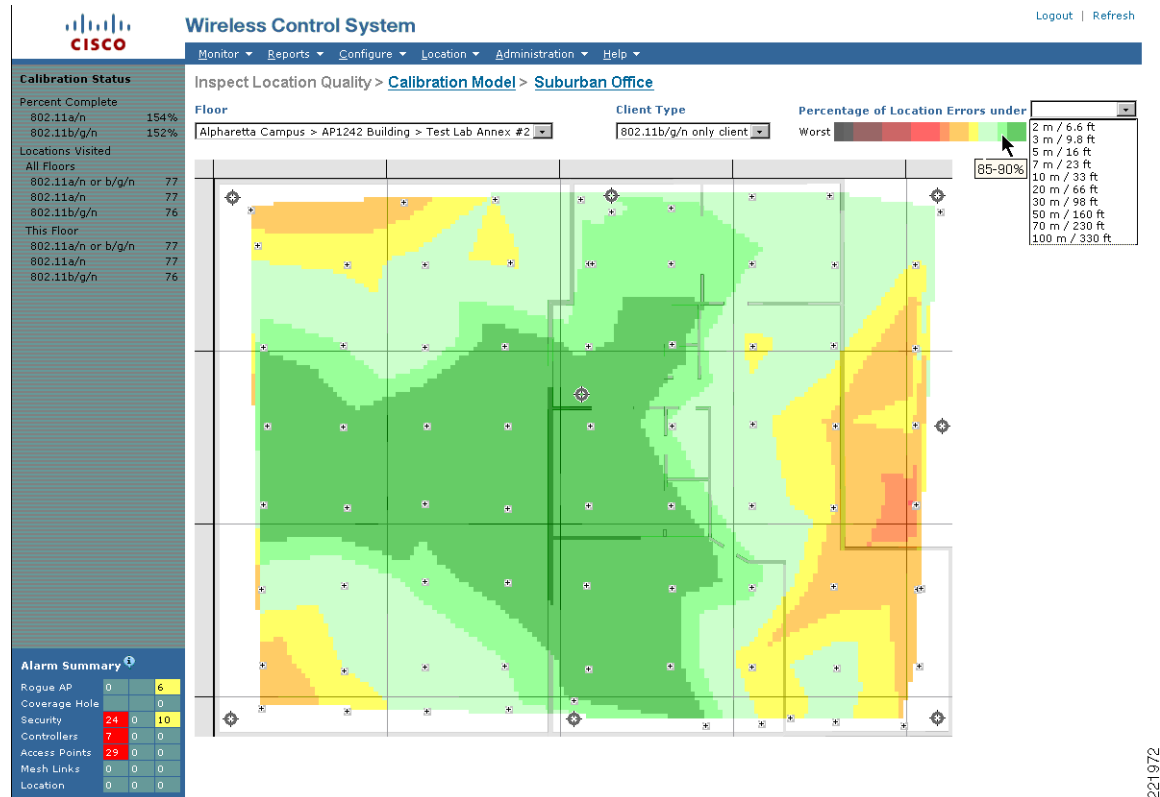 Logout | Refresh
CISCO
Wireless Control System
Monitor Reports Configure Location Administration Help
Calibration Status
Percent Complete
802.11a/n 154%
802.11b/g/n 152%
Locations Visited
All Floors
802.11a/n or b/g/n 77
802.11a/n 77
802.11b/g/n 76
This Floor
802.11a/n or b/g/n 77
802.11a/n 77
802.11b/g/n 76
Inspect Location Quality > Calibration Model > Suburban Office
Floor
Alpharetta Campus > AP1242 Building > Test Lab Annex #2
Client Type
802.11b/g/n only client
Percentage of Location Errors under
Worst
85-90%
2 m / 6.6 ft
3 m / 9.8 ft
5 m / 16 ft
7 m / 23 ft
10 m / 33 ft
20 m / 66 ft
30 m / 98 ft
50 m / 160 ft
70 m / 230 ft
100 m / 330 ft
Alarm Summary
Rogue AP 0 6
Coverage Hole 0
Security 24 0 10
Controllers 7 0 0
Access Points 29 0 0
Mesh Links 0 0 0
Location 0 0 0
221972